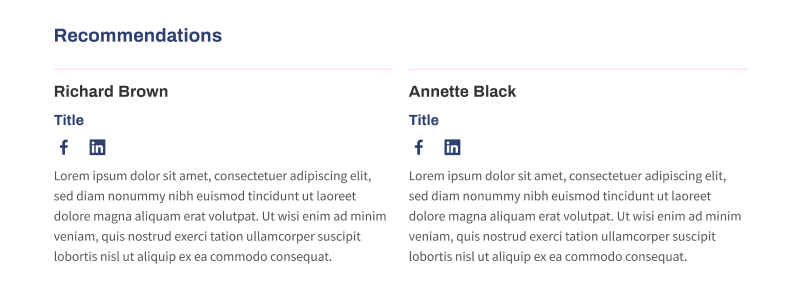 Recommendations
Richard Brown
Title
Lorem ipsum dolor sit amet, consectetuer adipiscing elit,
sed diam nonummy nibh euismod tincidunt ut laoreet
dolore magna aliquam erat volutpat. Ut wisi enim ad minim
veniam, quis nostrud exerci tation ullamcorper suscipit
lobortis nisl ut aliquip ex ea commodo consequat.
Annette Black
Title
Lorem ipsum dolor sit amet, consectetuer adipiscing elit,
sed diam nonummy nibh euismod tincidunt ut laoreet
dolore magna aliquam erat volutpat. Ut wisi enim ad minim
veniam, quis nostrud exerci tation ullamcorper suscipit
lobortis nisl ut aliquip ex ea commodo consequat.